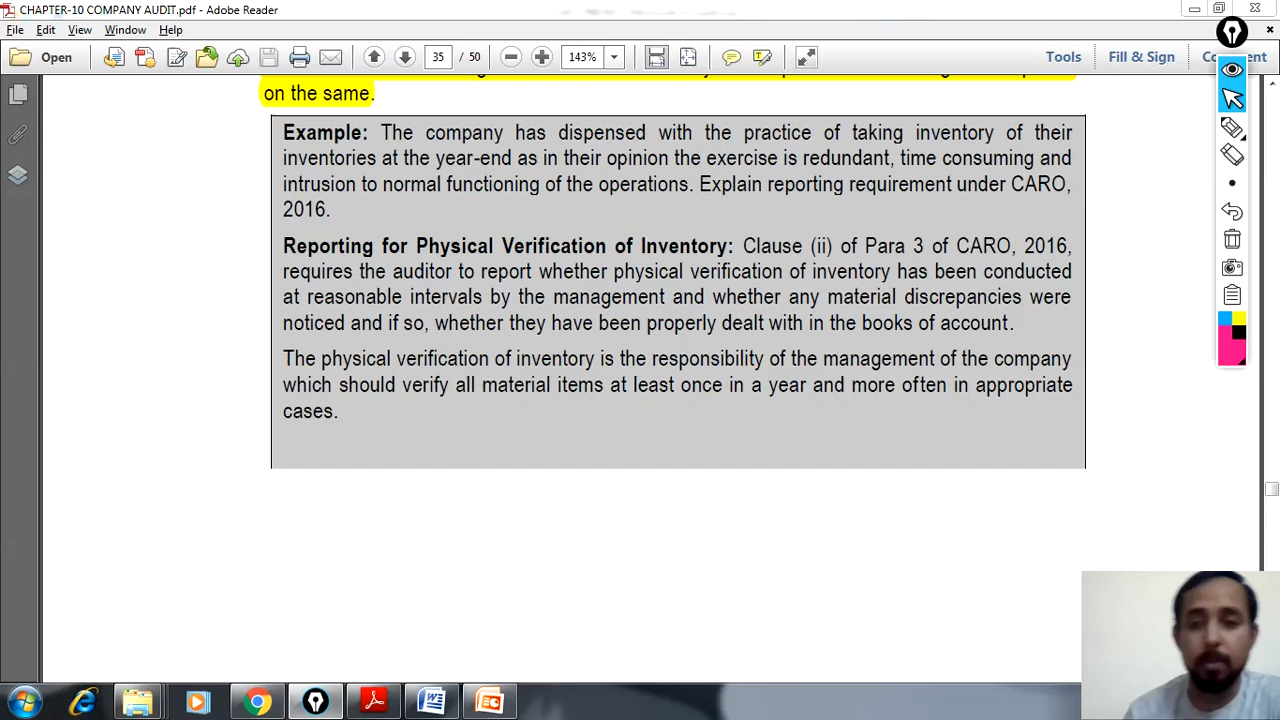 CHAPTER-10 COMPANY AUDIT.pdf - Adobe Reader
File Edit View Window Help
Open 35 / 50 143% Tools Fill & Sign
on the same.
Example: The company has dispensed with the practice of taking inventory of their
inventories at the year-end as in their opinion the exercise is redundant, time consuming and
intrusion to normal functioning of the operations. Explain reporting requirement under CARO,
2016.
Reporting for Physical Verification of Inventory: Clause (ii) of Para 3 of CARO, 2016,
requires the auditor to report whether physical verification of inventory has been conducted
at reasonable intervals by the management and whether any material discrepancies were
noticed and if so, whether they have been properly dealt with in the books of account.
The physical verification of inventory is the responsibility of the management of the company
which should verify all material items at least once in a year and more often in appropriate
cases.